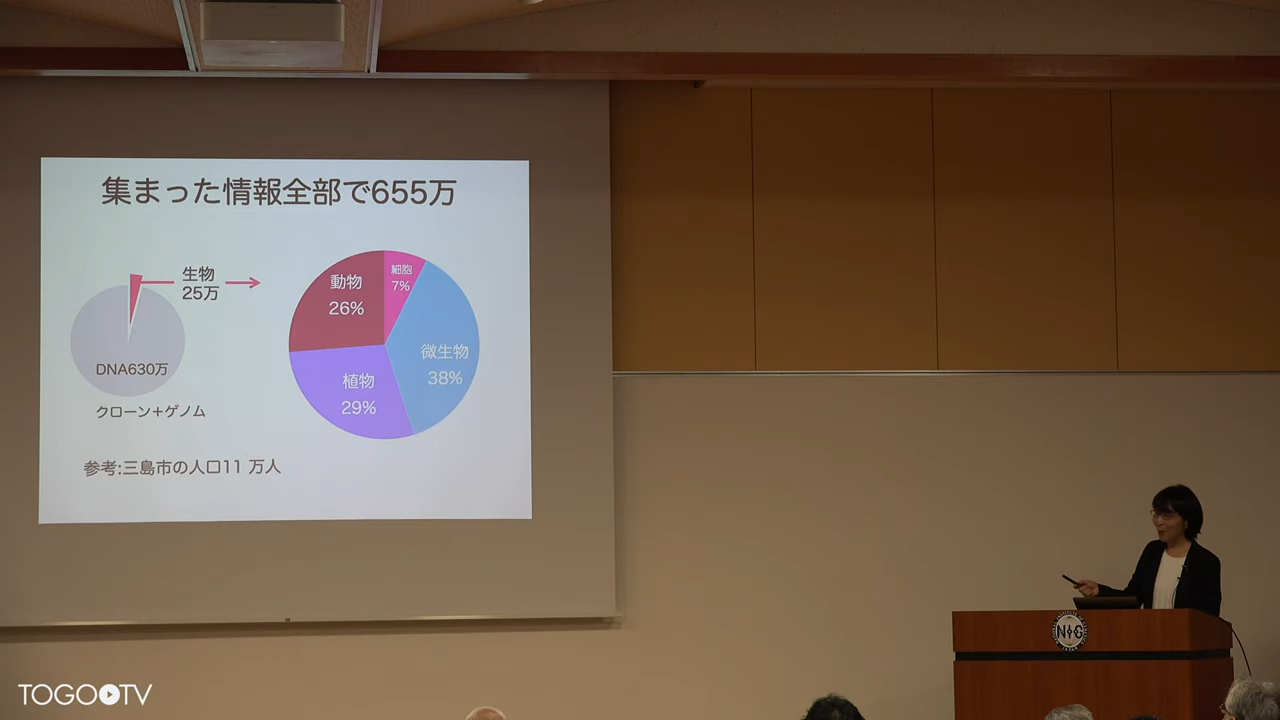 集まった情報全部で655万
生物
25万
DNA630万
クローン+ゲノム
動物
26%
細胞
7%
微生物
38%
植物
29%
参考:三島市の人口11 万人
NIG
TOGOTV